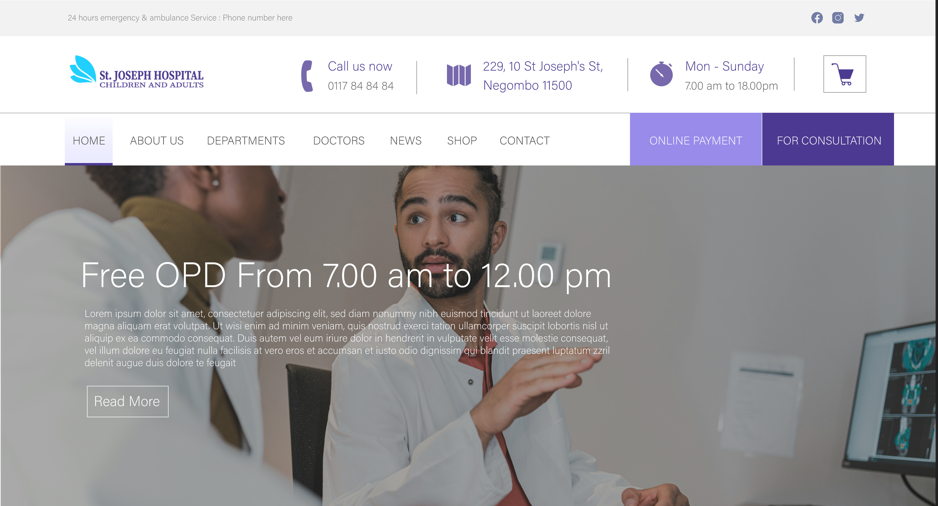 24 hours emergency & ambulance Service : Phone number here
St. JOSEPH HOSPITAL
CHILDREN AND ADULTS
Call us now
0117 84 84 84
229, 10 St Joseph's St,
Negombo 11500
Mon - Sunday
7.00 am to 18.00pm
HOME ABOUT US DEPARTMENTS DOCTORS NEWS SHOP CONTACT ONLINE PAYMENT FOR CONSULTATION
Free OPD From 7.00 am to 12.00 pm
Lorem ipsum dolor sit amet, consectetuer adipiscing elit, sed diam nonummy nibh euismod tincidunt ut laoreet dolore
magna aliquam erat volutpat. Ut wisi enim ad minim veniam, quis nostrud exerci tation ullamcorper suscipit lobortis nisl ut
aliquip ex ea commodo consequat. Duis autem vel eum iriure dolor in hendrerit in vulputate velit esse molestie consequat,
vel illum dolore eu feugiat nulla facilisis at vero eros et accumsan et iusto odio dignissim qui blandit praesent luptatum zzril
delenit augue duis dolore te feugait
Read More